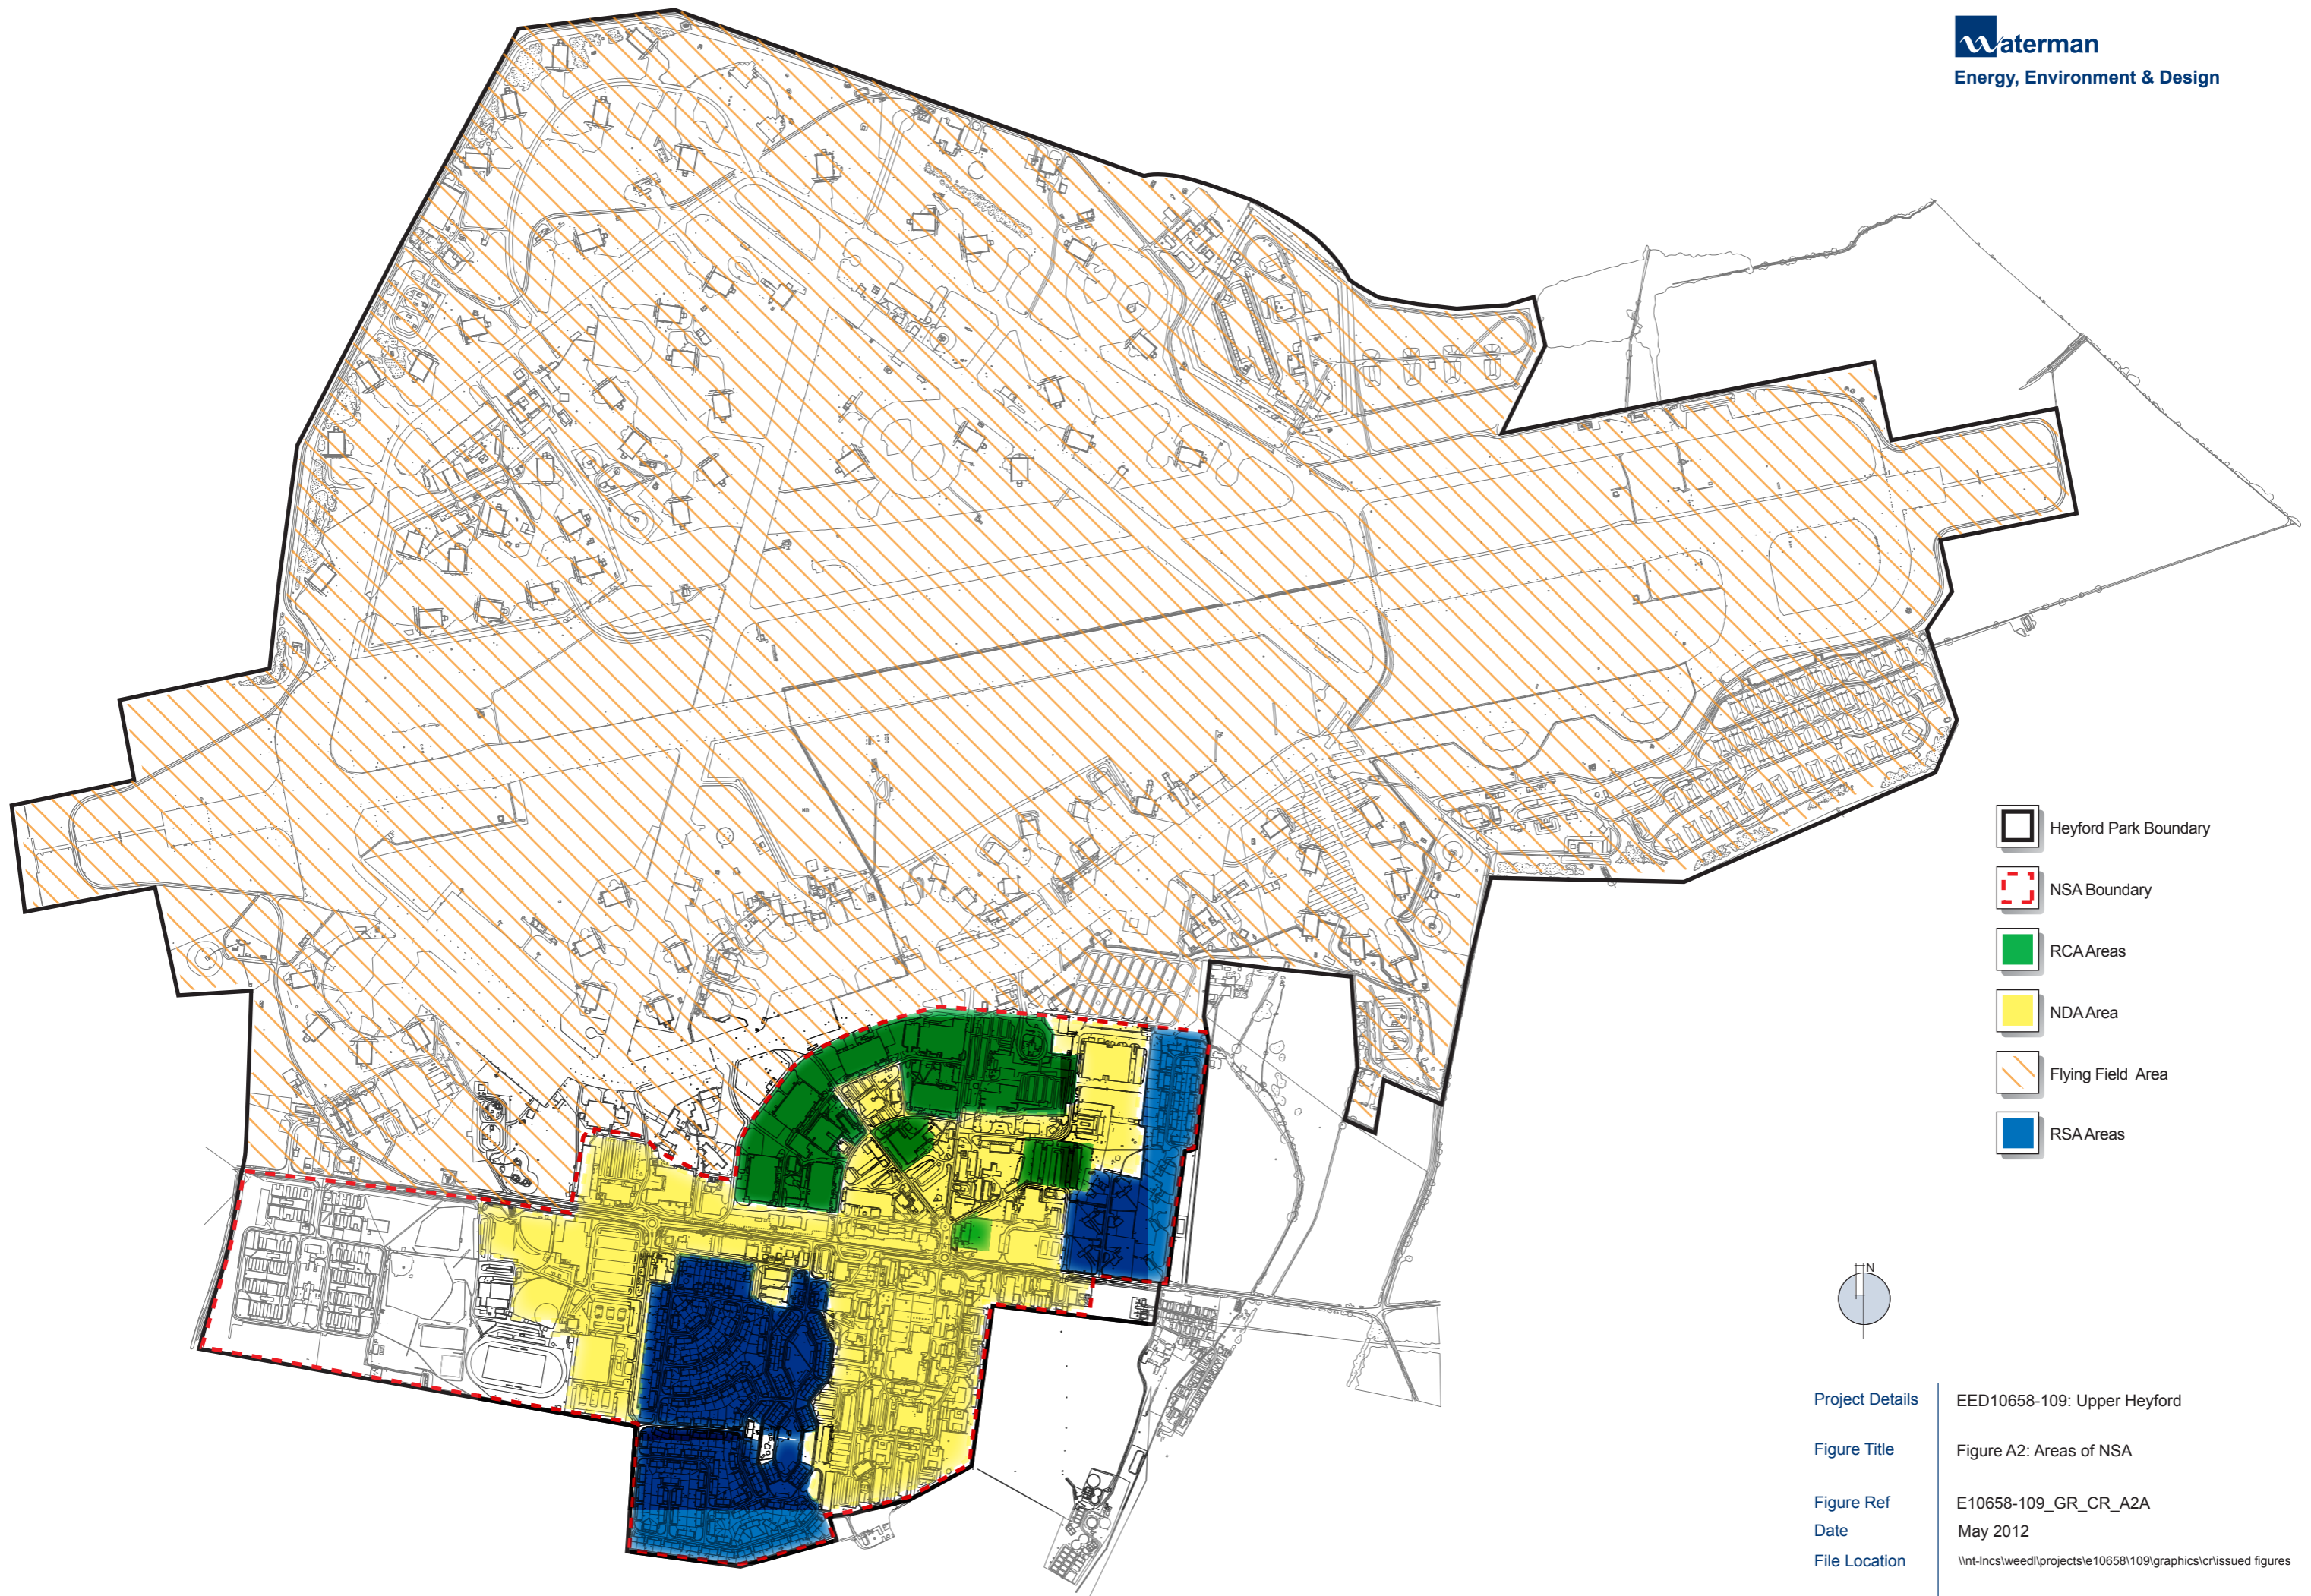 Waterman
Energy, Environment & Design
Heyford Park Boundary
NSA Boundary
RCA Areas
NDA Area
Flying Field Area
RSA Areas
N
Project Details EED10658-109: Upper Heyford
Figure Title Figure A2: Areas of NSA
Figure Ref E10658-109_GR_CR_A2A
Date May 2012
File Location \\nt-lncs\weedl\projects\e10658\109\graphics\cr\issued figures